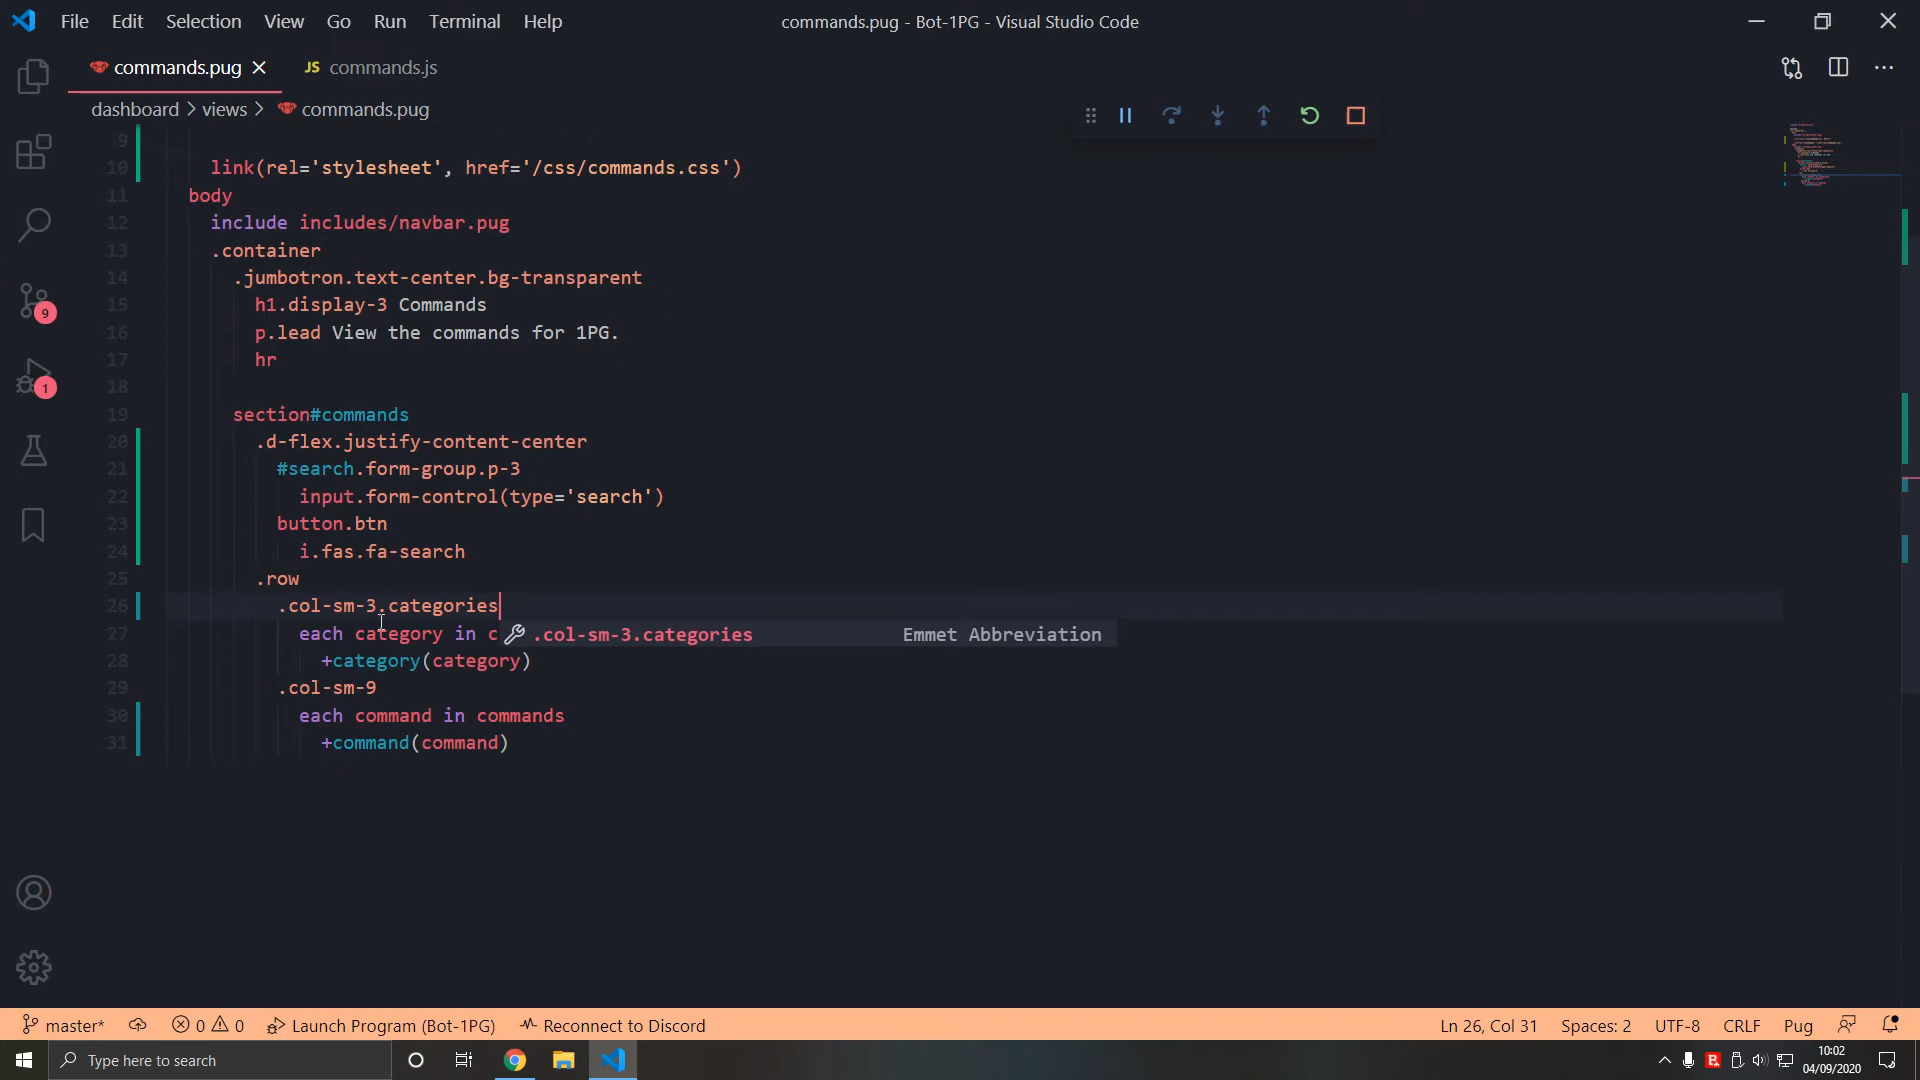 File Edit Selection View Go Run Terminal Help
commands.pug - Bot-1PG - Visual Studio Code
commands.pug
JS commands.js
dashboard > views > commands.pug
9
10 link(rel='stylesheet', href='/css/commands.css')
11 body
12 include includes/navbar.pug
13 .container
14 .jumbotron.text-center.bg-transparent
15 h1.display-3 Commands
16 p.lead View the commands for 1PG.
17 hr
18
19 section#commands
20 .d-flex.justify-content-center
21 #search.form-group.p-3
22 input.form-control(type='search')
23 button.btn
24 i.fas.fa-search
25 .row
26 .col-sm-3.categories
27 each category in c
.col-sm-3.categories Emmet Abbreviation
28 +category(category)
29 .col-sm-9
30 each command in commands
31 +command(command)
9
1
master* 0 0 Launch Program (Bot-1PG) Reconnect to Discord
Ln 26, Col 31 Spaces: 2 UTF-8 CRLF Pug
Type here to search
10:02
04/09/2020